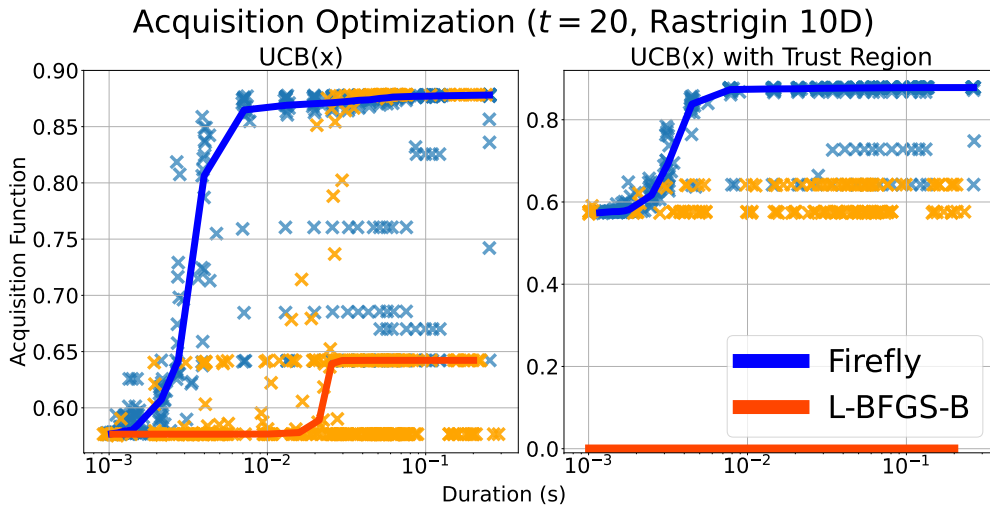 Acquisition Optimization (t = 20, Rastrigin 10D)
UCB(x)
UCB(x) with Trust Region
Acquisition Function
0.90
0.85
0.80
0.75
0.70
0.65
0.60
10⁻³
10⁻²
10⁻¹
0.8
0.6
0.4
0.2
0.0
10⁻³
10⁻²
10⁻¹
Firefly
L-BFGS-B
Duration (s)